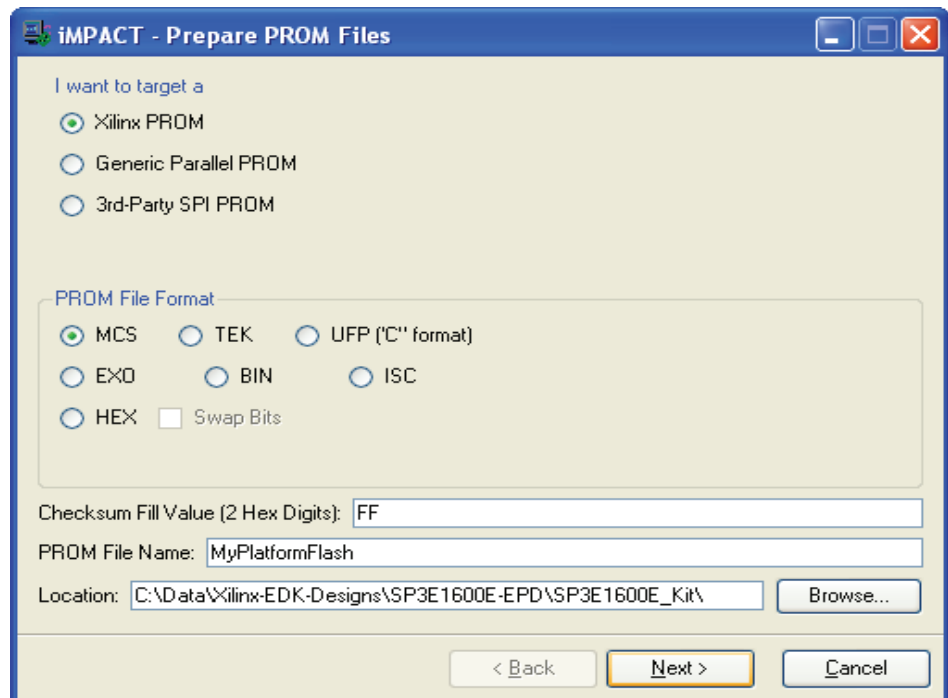 iMPACT - Prepare PROM Files
I want to target a
Xilinx PROM
Generic Parallel PROM
3rd-Party SPI PROM
PROM File Format
MCS TEK UFP ('C" format)
EXO BIN ISC
HEX Swap Bits
Checksum Fill Value (2 Hex Digits): FF
PROM File Name: MyPlatformFlash
Location: C:\Data\Xilinx-EDK-Designs\SP3E1600E-EPD\SP3E1600E_Kit\ Browse...
< Back Next > Cancel